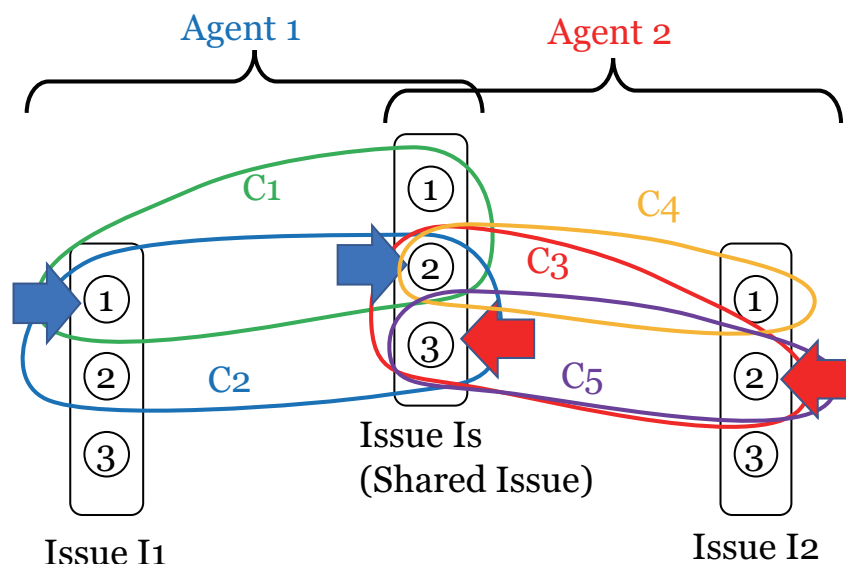 Agent 1
Agent 2
C1
1
C4
2
C3
1
1
3
C2
2
C5
2
3
3
Issue Is
(Shared Issue)
Issue I1
Issue I2